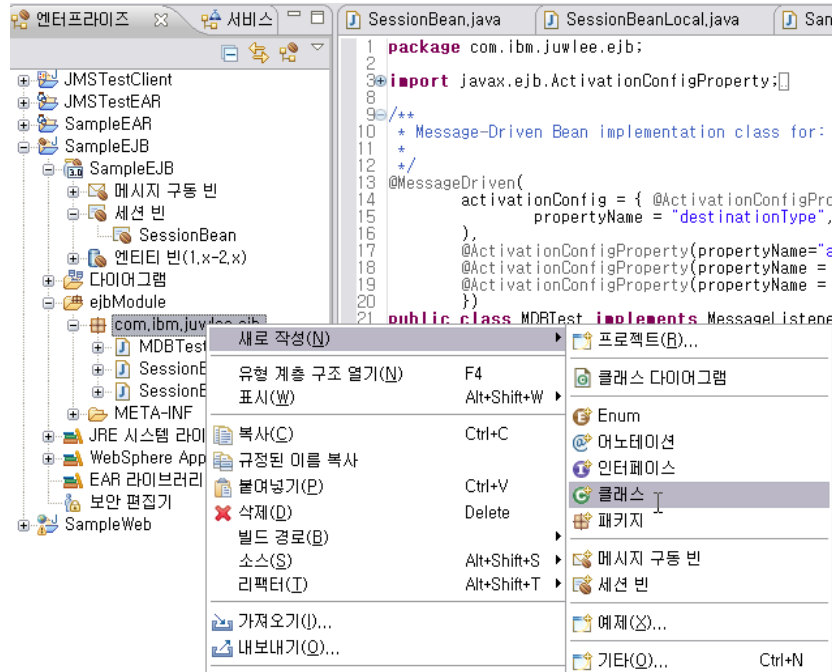 엔터프라이즈
서비스
SessionBean.java
SessionBeanLocal.java
San
JMSTestClient
JMSTestEAR
SampleEAR
SampleEJB
SampleEJB
메시지 구동 빈
세션 빈
SessionBean
엔티티 빈(1.x-2.x)
다이어그램
ejbModule
com.ibm.juwlee.ejb
MDBTest
SessionB
SessionB
META-INF
JRE 시스템 라이
WebSphere App
EAR 라이브러리
보안 편집기
SampleWeb
1 package com.ibm.juwlee.ejb;
2
3 import javax.ejb.ActivationConfigProperty;
8
9 /**
10 * Message-Driven Bean implementation class for:
11 *
12 */
13 @MessageDriven(
14 activationConfig = { @ActivationConfigPro
15 propertyName = "destinationType",
16 ),
17 @ActivationConfigProperty(propertyName="a
18 @ActivationConfigProperty(propertyName =
19 @ActivationConfigProperty(propertyName =
20 })
21 public class MDBTest implements MessageListene
새로 작성(N)
유형 계층 구조 열기(N) F4
표시(W) Alt+Shift+W
복사(C) Ctrl+C
규정된 이름 복사
붙여넣기(P) Ctrl+V
삭제(D) Delete
빌드 경로(B)
소스(S) Alt+Shift+S
리팩터(T) Alt+Shift+T
가져오기(I)...
내보내기(O)...
프로젝트(R)...
클래스 다이어그램
Enum
어노테이션
인터페이스
클래스
패키지
메시지 구동 빈
세션 빈
예제(X)...
기타(O)... Ctrl+N